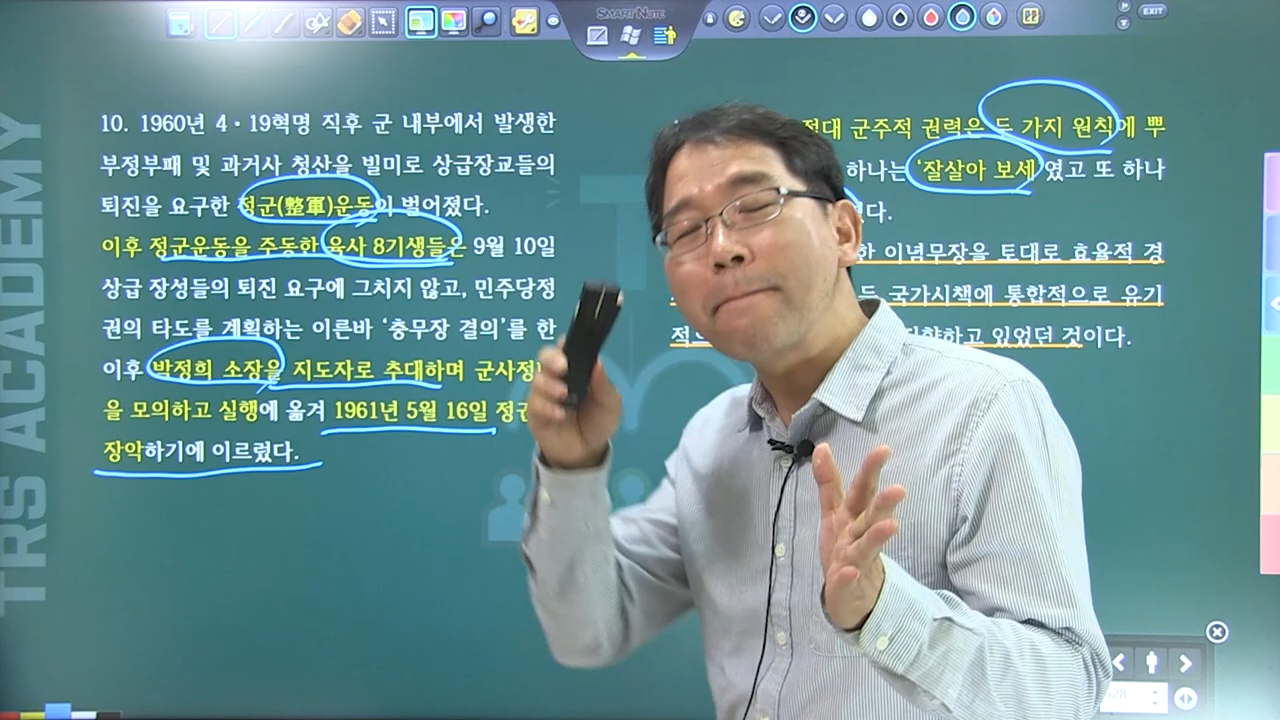 SMART NOTE
EXIT
TRS ACADEMY
10. 1960년 4·19혁명 직후 군 내부에서 발생한
부정부패 및 과거사 청산을 빌미로 상급장교들의
퇴진을 요구한 정군(整軍)운동이 벌어졌다.
이후 정군운동을 주동한 육사 8기생들은 9월 10일
상급 장성들의 퇴진 요구에 그치지 않고, 민주당정
권의 타도를 계획하는 이른바 ‘충무장 결의’를 한
이후 박정희 소장을 지도자로 추대하며
을 모의하고 실행에 옮겨 1961년 5월 16일
장악하기에 이르렀다.
절대 군주적 권력은 두 가지 원칙에 뿌
하나는 ‘잘살아 보세’였고 또 하나
이념무장을 토대로 효율적 경
국가시책에 통합적으로 유기
있었던 것이다.